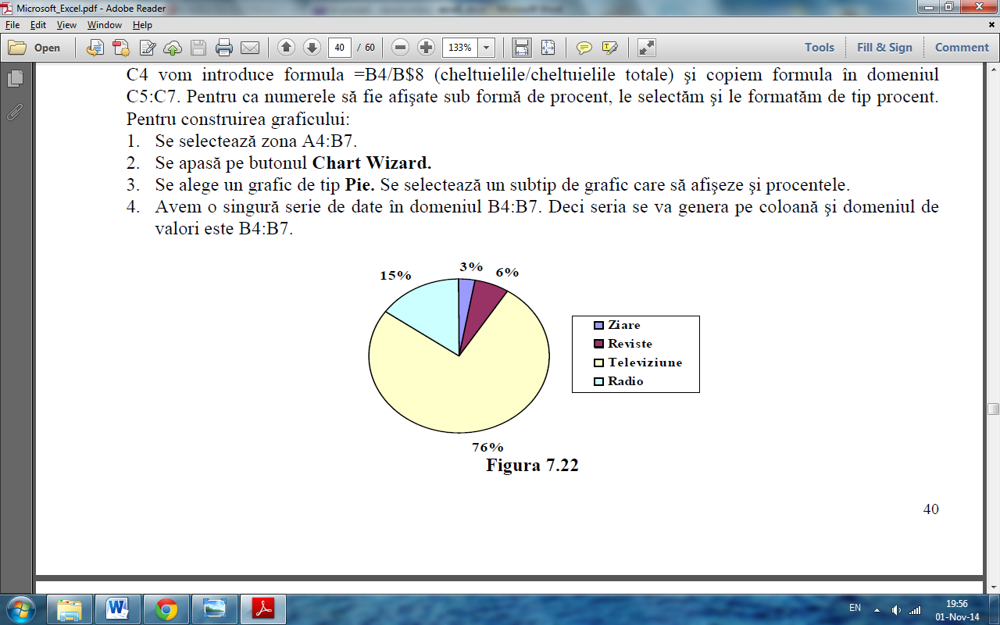 Microsoft_Excel.pdf - Adobe Reader
File Edit View Window Help
Open 40 / 60 133% Tools Fill & Sign Comment
C4 vom introduce formula =B4/B$8 (cheltuielile/cheltuielile totale) şi copiem formula în domeniul
C5:C7. Pentru ca numerele să fie afişate sub formă de procent, le selectăm şi le formatăm de tip procent.
Pentru construirea graficului:
1. Se selectează zona A4:B7.
2. Se apasă pe butonul Chart Wizard.
3. Se alege un grafic de tip Pie. Se selectează un subtip de grafic care să afişeze şi procentele.
4. Avem o singură serie de date în domeniul B4:B7. Deci seria se va genera pe coloană şi domeniul de
valori este B4:B7.
15% 3% 6%
Ziare
Reviste
Televiziune
Radio
76%
Figura 7.22
40
EN 19:56
01-Nov-14